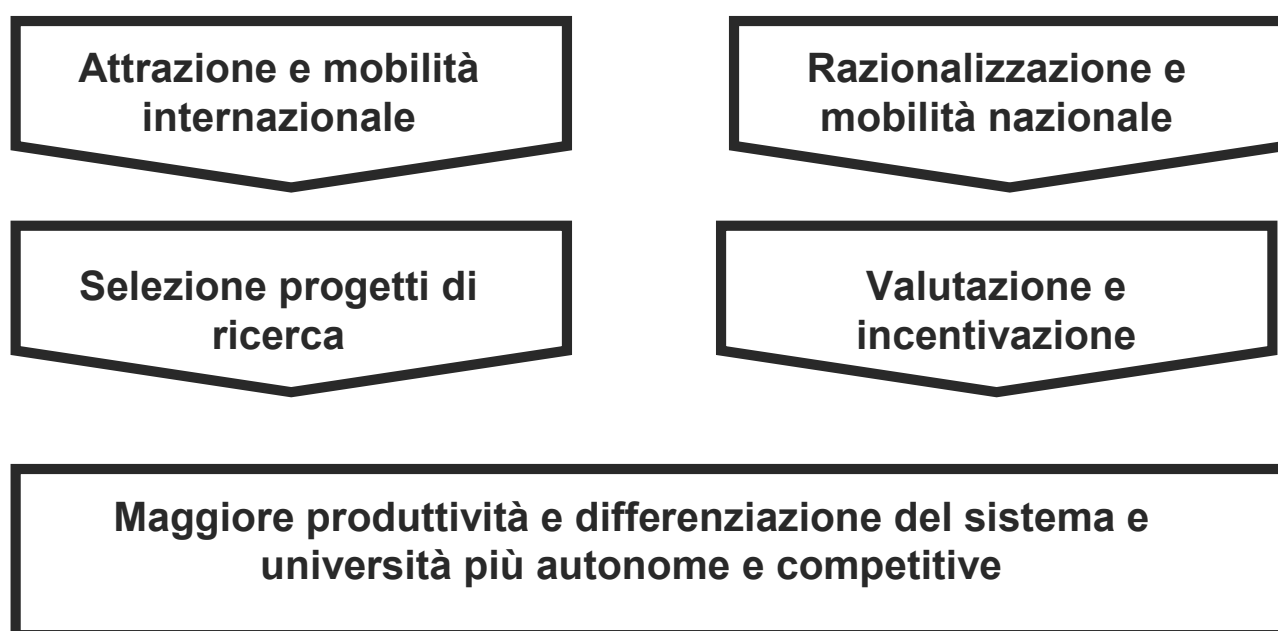 Attrazione e mobilità
internazionale
Razionalizzazione e
mobilità nazionale
Selezione progetti di
ricerca
Valutazione e
incentivazione
Maggiore produttività e differenziazione del sistema e
università più autonome e competitive